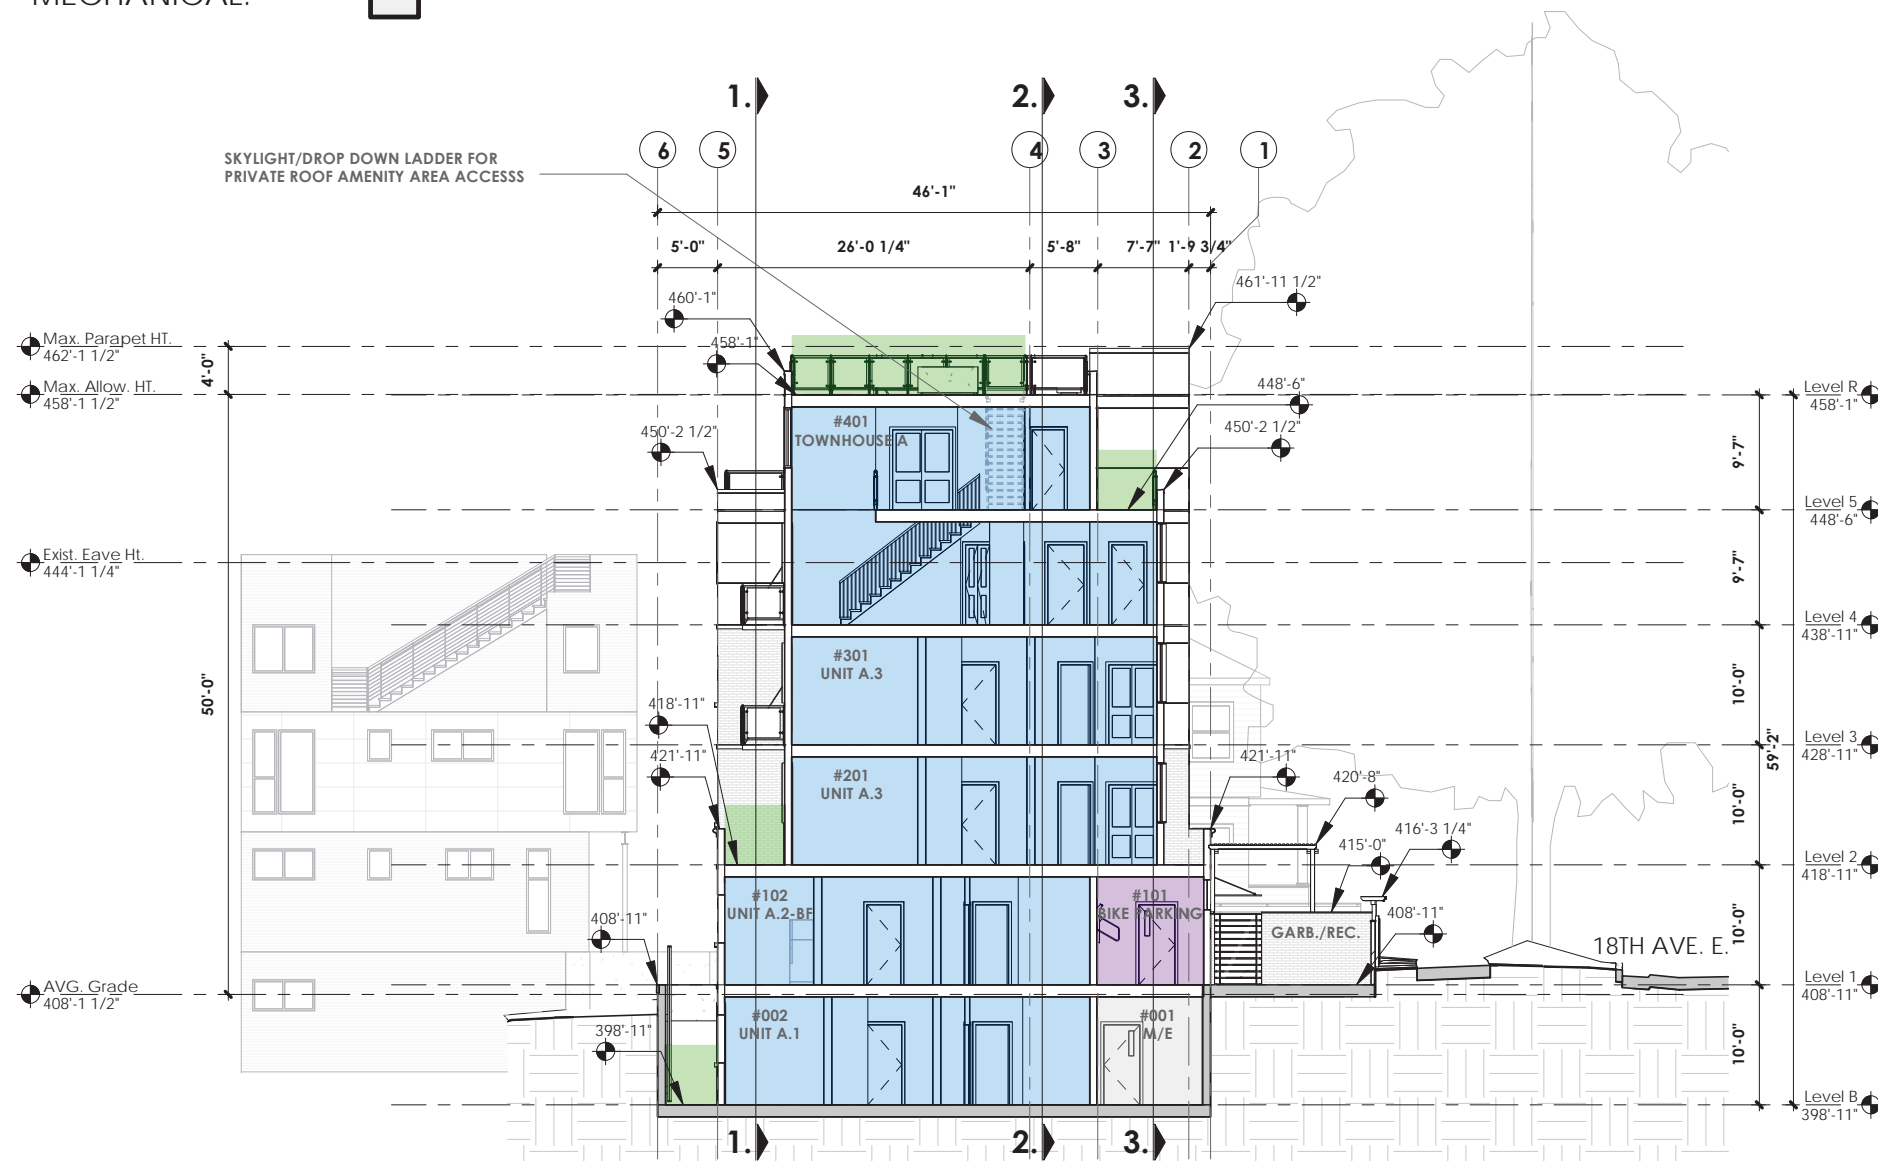 MECHANICAL:
1.
2.
3.
6
5
4
3
2
1
SKYLIGHT/DROP DOWN LADDER FOR
PRIVATE ROOF AMENITY AREA ACCESSS
46'-1"
5'-0"
26'-0 1/4"
5'-8"
7'-7"
1'-9 3/4"
460'-1"
461'-11 1/2"
Max. Parapet HT.
462'-1 1/2"
458'-1"
4'-0"
Max. Allow. HT.
458'-1 1/2"
448'-6"
Level R
458'-1"
#401
TOWNHOUSE A
450'-2 1/2"
450'-2 1/2"
9'-7"
Level 5
448'-6"
Exist. Eave Ht.
444'-1 1/4"
9'-7"
Level 4
438'-11"
#301
UNIT A.3
50'-0"
10'-0"
418'-11"
Level 3
428'-11"
59'-2"
421'-11"
#201
UNIT A.3
421'-11"
420'-8"
10'-0"
416'-3 1/4"
415'-0"
Level 2
418'-11"
#102
UNIT A.2-BF
#101
BIKE PARKING
408'-11"
408'-11"
GARB./REC.
10'-0"
18TH AVE. E.
AVG. Grade
408'-1 1/2"
Level 1
408'-11"
#002
UNIT A.1
#001
M/E
398'-11"
10'-0"
Level B
398'-11"
1.
2.
3.